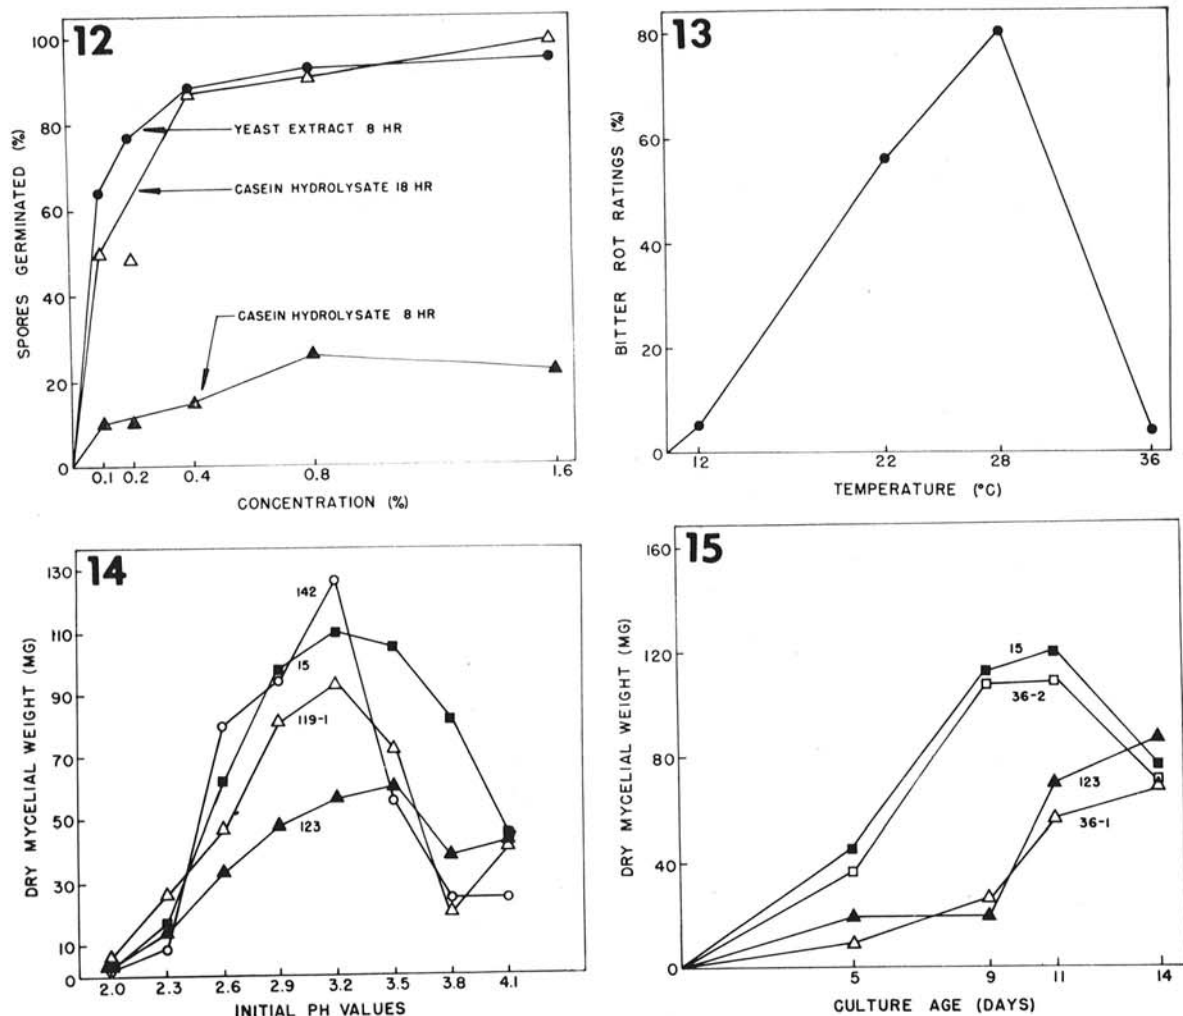 12
SPORES GERMINATED (%)
100
80
60
40
20
0
YEAST EXTRACT 8 HR
CASEIN HYDROLYSATE 18 HR
CASEIN HYDROLYSATE 8 HR
0.1 0.2 0.4 0.8 1.6
CONCENTRATION (%)
13
BITTER ROT RATINGS (%)
80
60
40
20
0
12 22 28 36
TEMPERATURE (°C)
14
DRY MYCELIAL WEIGHT (MG)
130
110
90
70
50
30
10
0
142
15
119-1
123
2.0 2.3 2.6 2.9 3.2 3.5 3.8 4.1
INITIAL PH VALUES
15
DRY MYCELIAL WEIGHT (MG)
160
120
80
40
0
15
36-2
123
36-1
5 9 11 14
CULTURE AGE (DAYS)